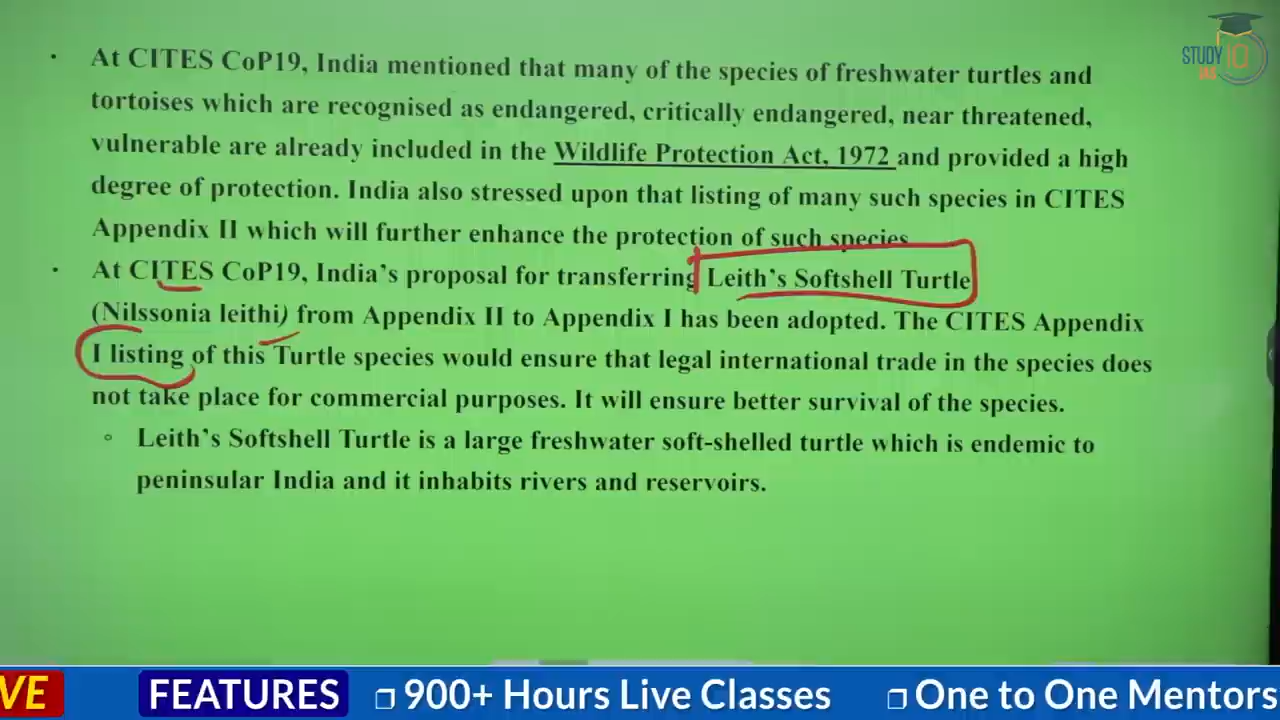 STUDY IQ
IAS
· At CITES CoP19, India mentioned that many of the species of freshwater turtles and
tortoises which are recognised as endangered, critically endangered, near threatened,
vulnerable are already included in the Wildlife Protection Act, 1972 and provided a high
degree of protection. India also stressed upon that listing of many such species in CITES
Appendix II which will further enhance the protection of such species.
· At CITES CoP19, India’s proposal for transferring Leith’s Softshell Turtle
(Nilssonia leithi) from Appendix II to Appendix I has been adopted. The CITES Appendix
I listing of this Turtle species would ensure that legal international trade in the species does
not take place for commercial purposes. It will ensure better survival of the species.
◦ Leith’s Softshell Turtle is a large freshwater soft-shelled turtle which is endemic to
peninsular India and it inhabits rivers and reservoirs.
VE FEATURES ❐ 900+ Hours Live Classes ❐ One to One Mentors